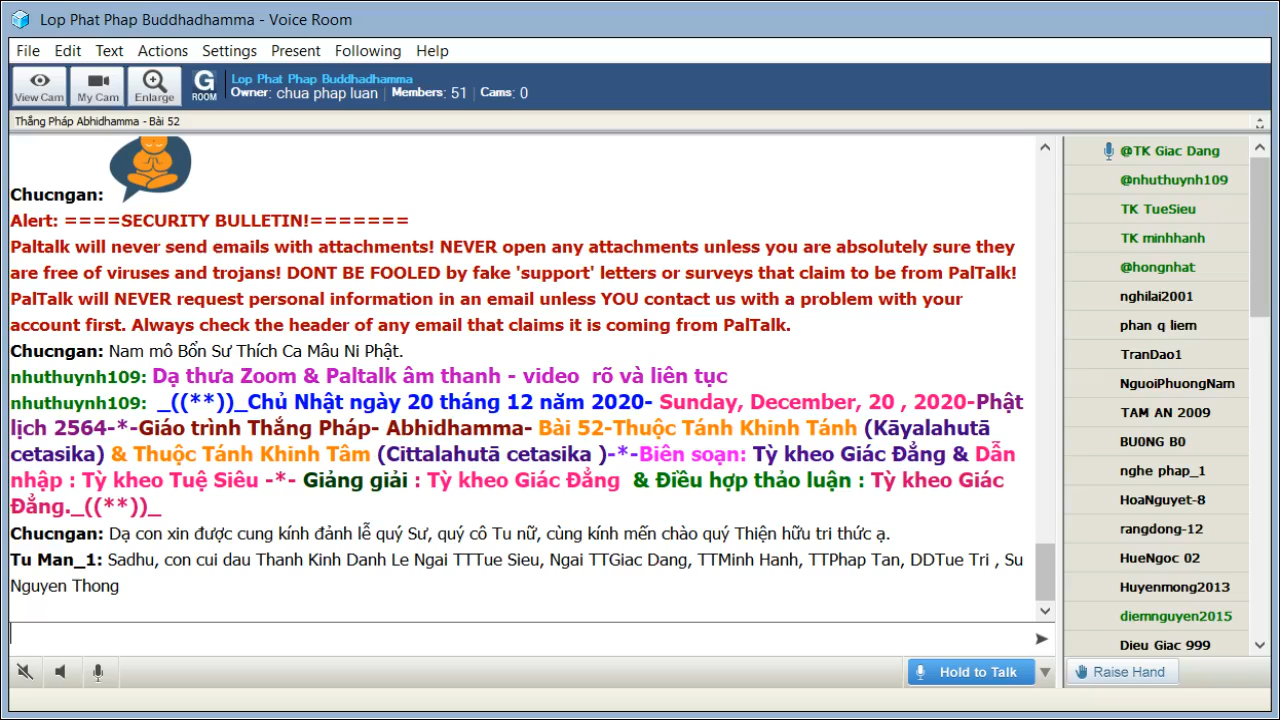 Lop Phat Phap Buddhadhamma - Voice Room
File Edit Text Actions Settings Present Following Help
View Cam My Cam Enlarge G ROOM
Lop Phat Phap Buddhadhamma
Owner: chua phap luan | Members: 51 | Cams: 0
Thắng Pháp Abhidhamma - Bài 52
Chucngan:
Alert: ====SECURITY BULLETIN!=======
Paltalk will never send emails with attachments! NEVER open any attachments unless you are absolutely sure they
are free of viruses and trojans! DONT BE FOOLED by fake 'support' letters or surveys that claim to be from PalTalk!
PalTalk will NEVER request personal information in an email unless YOU contact us with a problem with your
account first. Always check the header of any email that claims it is coming from PalTalk.
Chucngan: Nam mô Bổn Sư Thích Ca Mâu Ni Phật.
nhuthuynh109: Dạ thưa Zoom & Paltalk âm thanh - video rõ và liên tục
nhuthuynh109: _((**))_Chủ Nhật ngày 20 tháng 12 năm 2020- Sunday, December, 20 , 2020-Phật
lịch 2564-*-Giáo trình Thắng Pháp- Abhidhamma- Bài 52-Thuộc Tánh Khinh Tánh (Kāyalahutā
cetasika) & Thuộc Tánh Khinh Tâm (Cittalahutā cetasika )-*-Biên soạn: Tỳ kheo Giác Đẳng & Dẫn
nhập : Tỳ kheo Tuệ Siêu -*- Giảng giải : Tỳ kheo Giác Đẳng & Điều hợp thảo luận : Tỳ kheo Giác
Đẳng._((**))_
Chucngan: Dạ con xin được cung kính đảnh lễ quý Sư, quý cô Tu nữ, cùng kính mến chào quý Thiện hữu tri thức ạ.
Tu Man_1: Sadhu, con cui dau Thanh Kinh Danh Le Ngai TTTue Sieu, Ngai TTGiac Dang, TTMinh Hanh, TTPhap Tan, DDTue Tri , Su
Nguyen Thong
@TK Giac Dang
@nhuthuynh109
TK TueSieu
TK minhhanh
@hongnhat
nghilai2001
phan q liem
TranDao1
NguoiPhuongNam
TAM AN 2009
BU0NG B0
nghe phap_1
HoaNguyet-8
rangdong-12
HueNgoc 02
Huyenmong2013
diemnguyen2015
Dieu Giac 999
Hold to Talk
Raise Hand